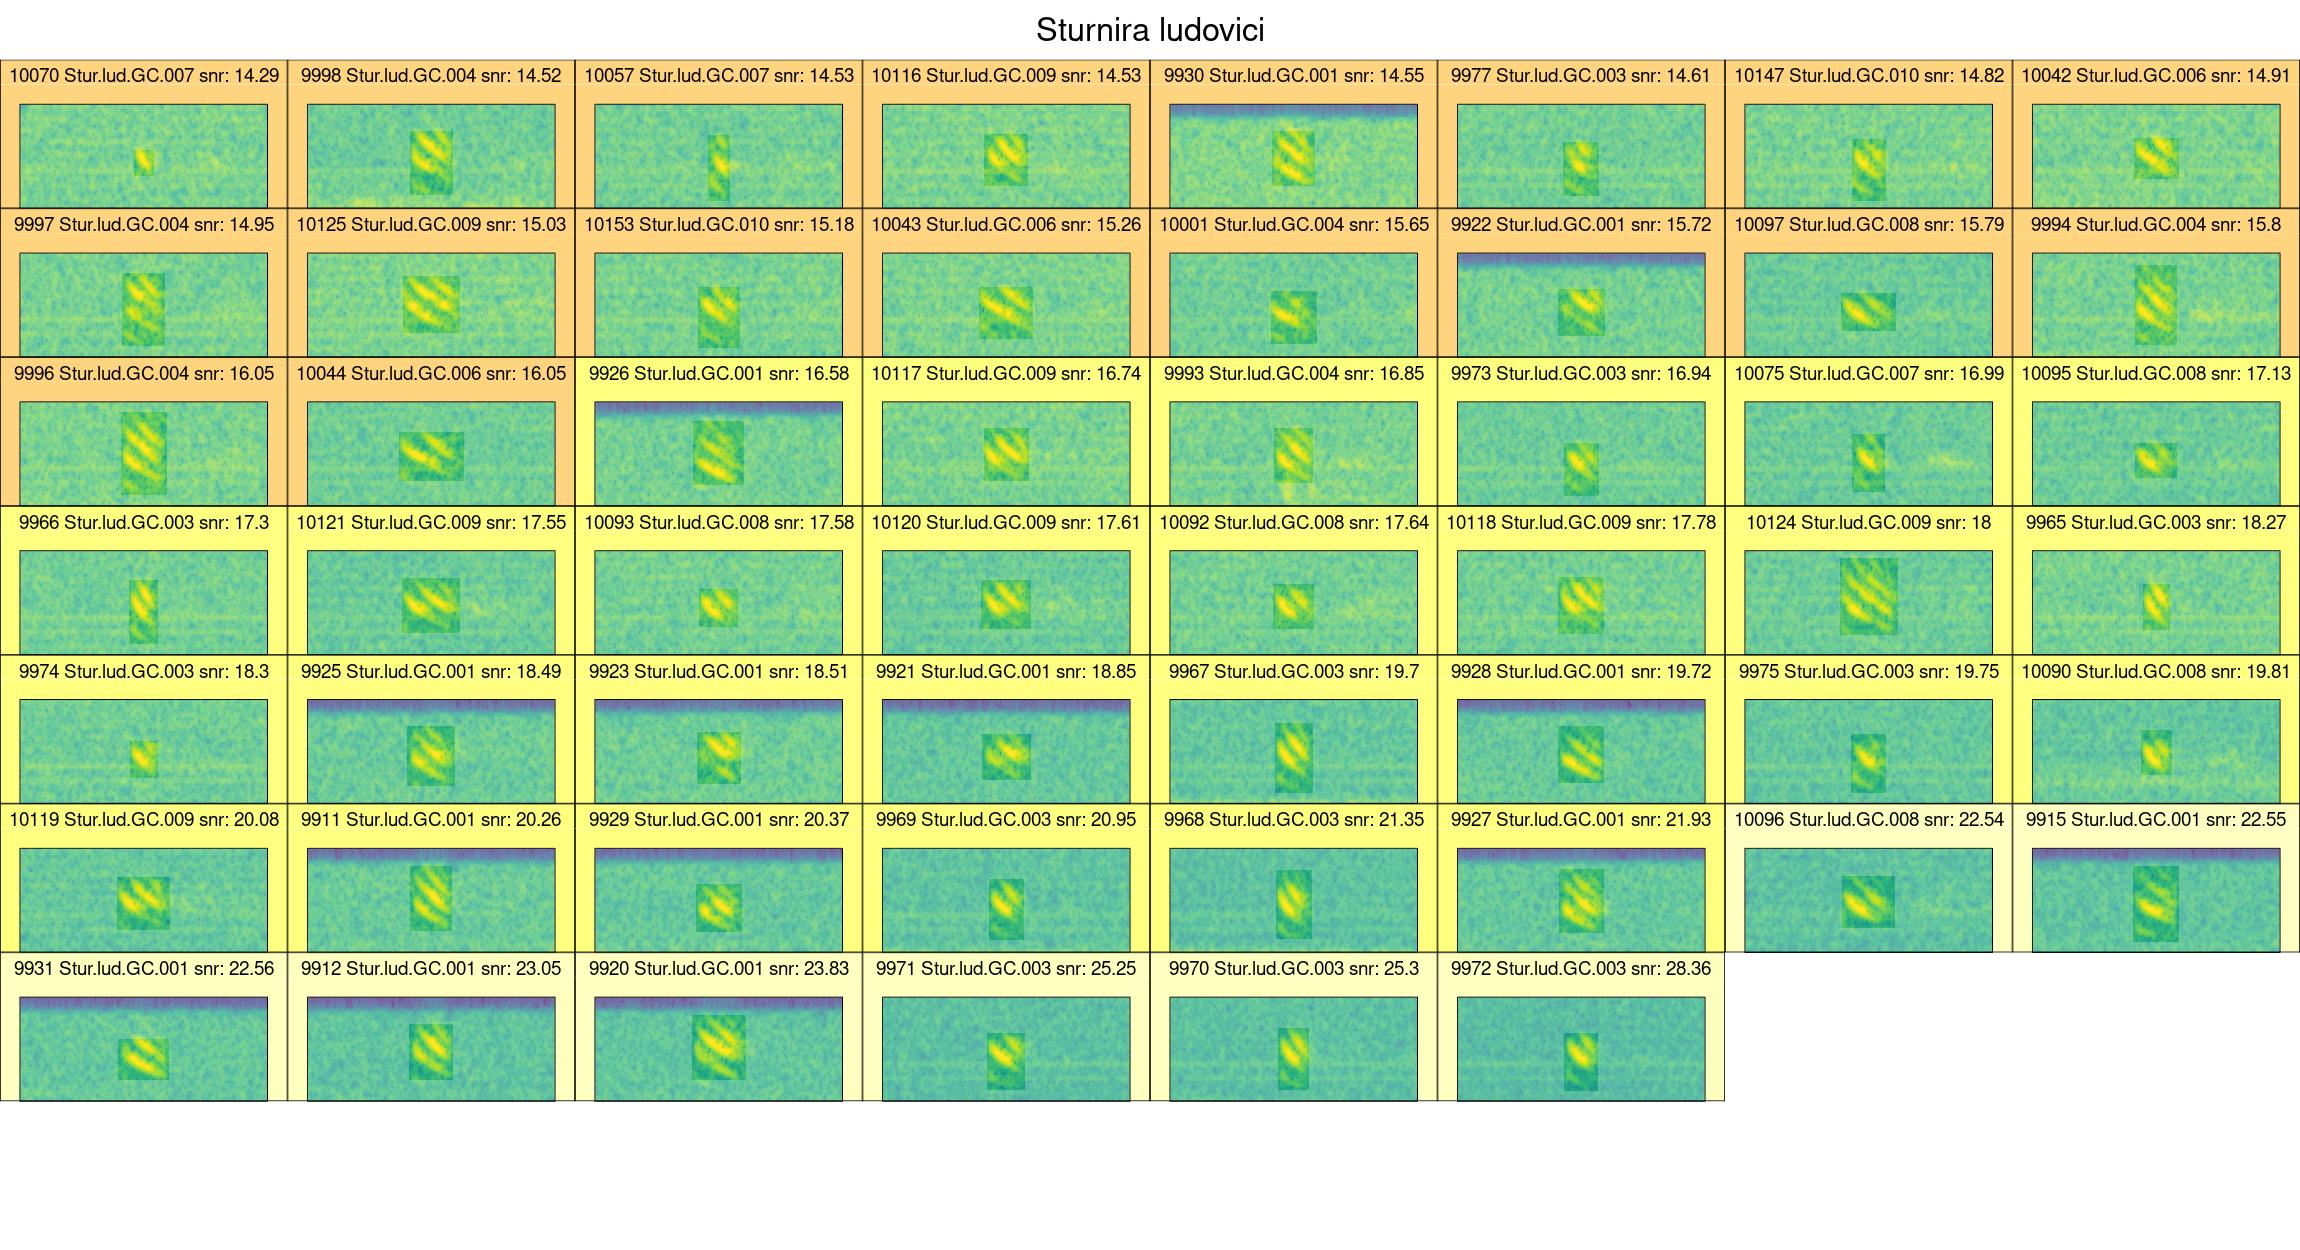 Sturnira ludovici
10070 Stur.lud.GC.007 snr: 14.29
9998 Stur.lud.GC.004 snr: 14.52
10057 Stur.lud.GC.007 snr: 14.53
10116 Stur.lud.GC.009 snr: 14.53
9930 Stur.lud.GC.001 snr: 14.55
9977 Stur.lud.GC.003 snr: 14.61
10147 Stur.lud.GC.010 snr: 14.82
10042 Stur.lud.GC.006 snr: 14.91
9997 Stur.lud.GC.004 snr: 14.95
10125 Stur.lud.GC.009 snr: 15.03
10153 Stur.lud.GC.010 snr: 15.18
10043 Stur.lud.GC.006 snr: 15.26
10001 Stur.lud.GC.004 snr: 15.65
9922 Stur.lud.GC.001 snr: 15.72
10097 Stur.lud.GC.008 snr: 15.79
9994 Stur.lud.GC.004 snr: 15.8
9996 Stur.lud.GC.004 snr: 16.05
10044 Stur.lud.GC.006 snr: 16.05
9926 Stur.lud.GC.001 snr: 16.58
10117 Stur.lud.GC.009 snr: 16.74
9993 Stur.lud.GC.004 snr: 16.85
9973 Stur.lud.GC.003 snr: 16.94
10075 Stur.lud.GC.007 snr: 16.99
10095 Stur.lud.GC.008 snr: 17.13
9966 Stur.lud.GC.003 snr: 17.3
10121 Stur.lud.GC.009 snr: 17.55
10093 Stur.lud.GC.008 snr: 17.58
10120 Stur.lud.GC.009 snr: 17.61
10092 Stur.lud.GC.008 snr: 17.64
10118 Stur.lud.GC.009 snr: 17.78
10124 Stur.lud.GC.009 snr: 18
9965 Stur.lud.GC.003 snr: 18.27
9974 Stur.lud.GC.003 snr: 18.3
9925 Stur.lud.GC.001 snr: 18.49
9923 Stur.lud.GC.001 snr: 18.51
9921 Stur.lud.GC.001 snr: 18.85
9967 Stur.lud.GC.003 snr: 19.7
9928 Stur.lud.GC.001 snr: 19.72
9975 Stur.lud.GC.003 snr: 19.75
10090 Stur.lud.GC.008 snr: 19.81
10119 Stur.lud.GC.009 snr: 20.08
9911 Stur.lud.GC.001 snr: 20.26
9929 Stur.lud.GC.001 snr: 20.37
9969 Stur.lud.GC.003 snr: 20.95
9968 Stur.lud.GC.003 snr: 21.35
9927 Stur.lud.GC.001 snr: 21.93
10096 Stur.lud.GC.008 snr: 22.54
9915 Stur.lud.GC.001 snr: 22.55
9931 Stur.lud.GC.001 snr: 22.56
9912 Stur.lud.GC.001 snr: 23.05
9920 Stur.lud.GC.001 snr: 23.83
9971 Stur.lud.GC.003 snr: 25.25
9970 Stur.lud.GC.003 snr: 25.3
9972 Stur.lud.GC.003 snr: 28.36